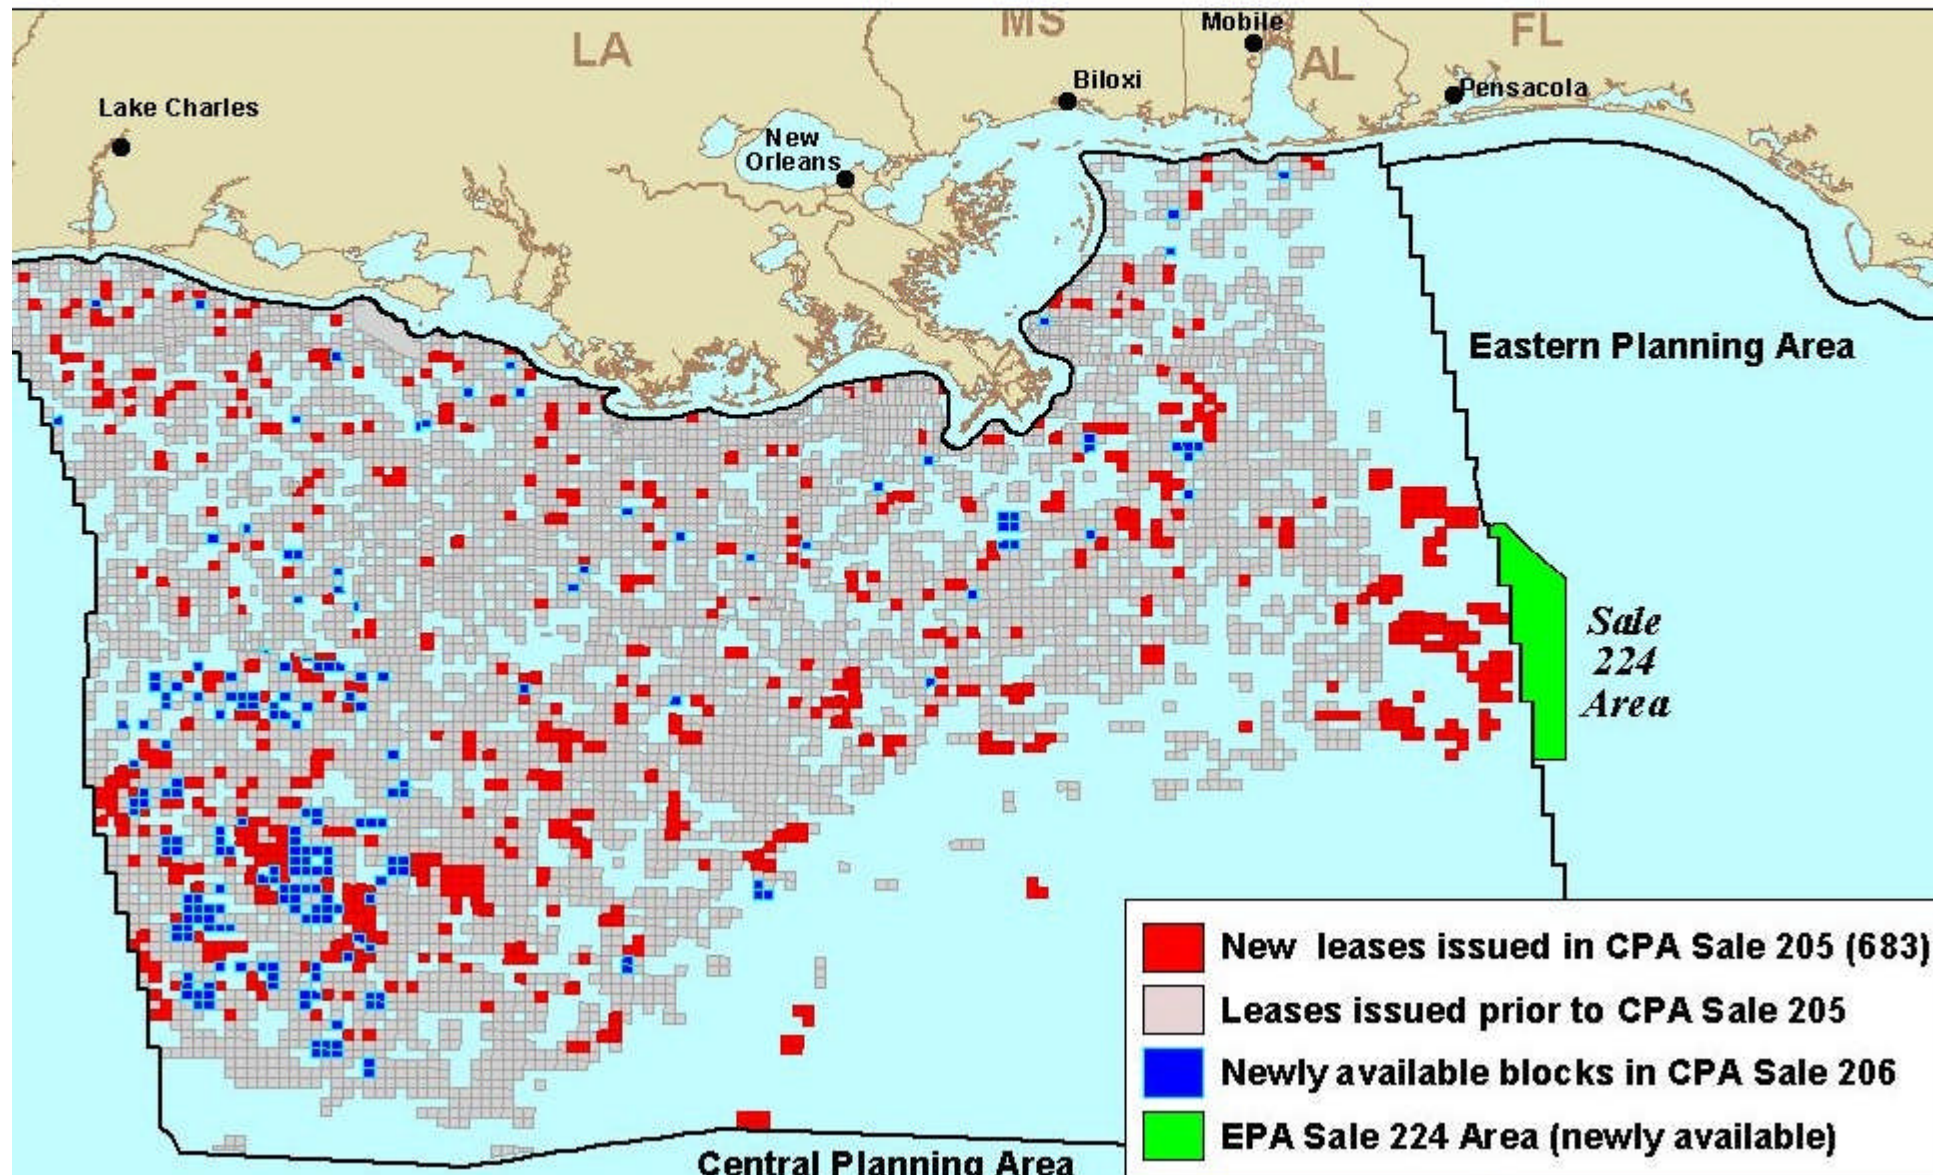 LA
MS
Mobile
AL
FL
Biloxi
Pensacola
Lake Charles
New
Orleans
Eastern Planning Area
Sale
224
Area
New leases issued in CPA Sale 205 (683)
Leases issued prior to CPA Sale 205
Newly available blocks in CPA Sale 206
EPA Sale 224 Area (newly available)
Central Planning Area